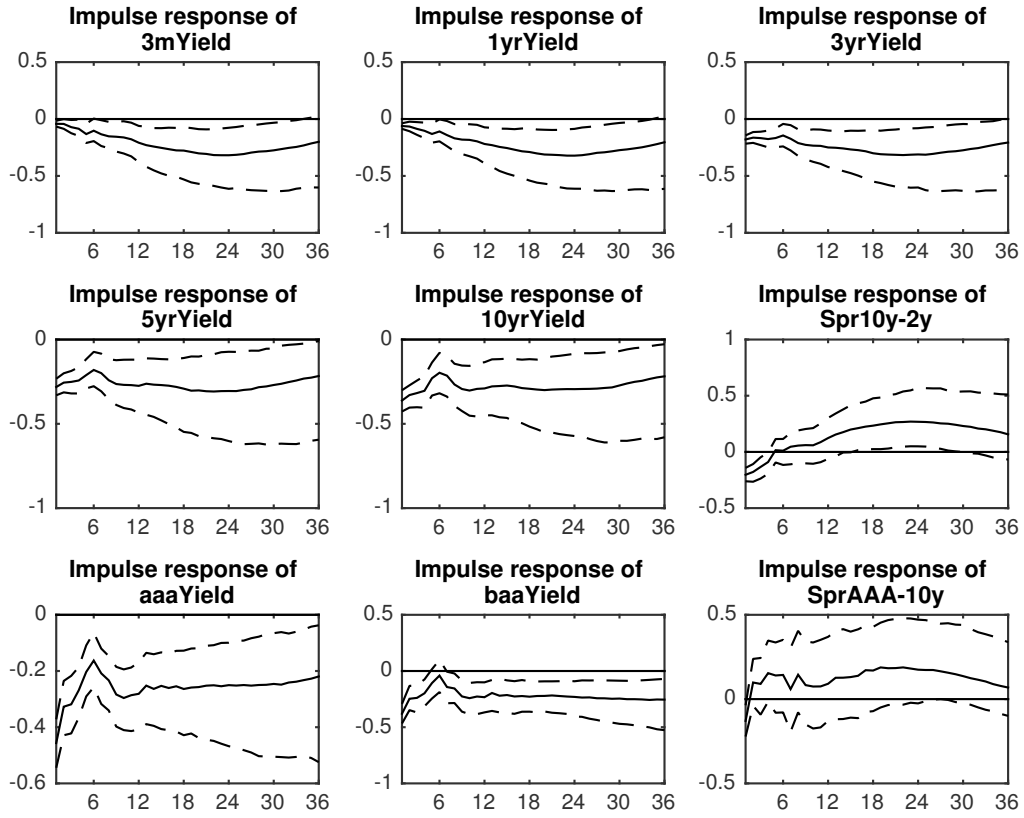 Impulse response of
3mYield
0.5
0
-0.5
-1
6 12 18 24 30 36
Impulse response of
1yrYield
0.5
0
-0.5
-1
6 12 18 24 30 36
Impulse response of
3yrYield
0.5
0
-0.5
-1
6 12 18 24 30 36
Impulse response of
5yrYield
0
-0.5
-1
6 12 18 24 30 36
Impulse response of
10yrYield
0
-0.5
-1
6 12 18 24 30 36
Impulse response of
Spr10y-2y
1
0.5
0
-0.5
6 12 18 24 30 36
Impulse response of
aaaYield
0
-0.2
-0.4
-0.6
6 12 18 24 30 36
Impulse response of
baaYield
0.5
0
-0.5
-1
6 12 18 24 30 36
Impulse response of
SprAAA-10y
0.5
0
-0.5
6 12 18 24 30 36